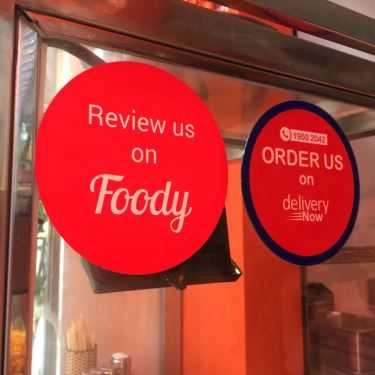 Review us
on
Foody
1900 2042
ORDER US
on
delivery
Now